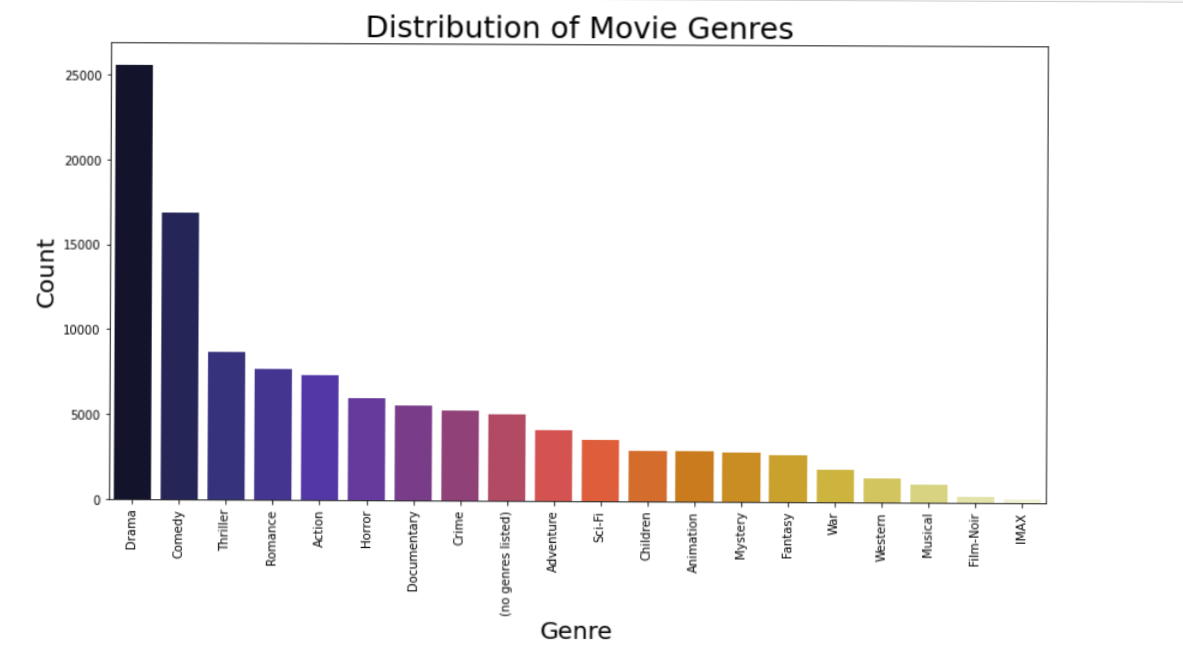 Distribution of Movie Genres
Count
25000
20000
15000
10000
5000
0
Drama
Comedy
Thriller
Romance
Action
Horror
Documentary
Crime
(no genres listed)
Adventure
Sci-Fi
Children
Animation
Mystery
Fantasy
War
Western
Musical
Film-Noir
IMAX
Genre